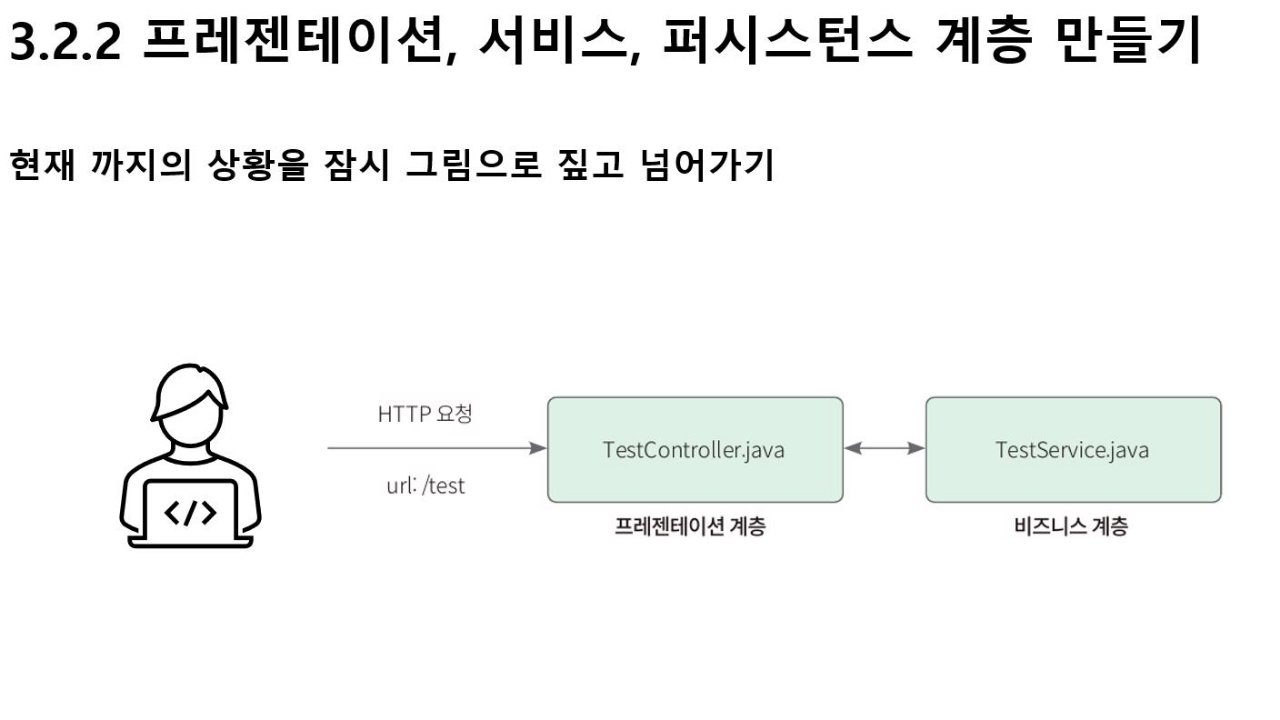 3.2.2 프레젠테이션, 서비스, 퍼시스턴스 계층 만들기
현재 까지의 상황을 잠시 그림으로 짚고 넘어가기
HTTP 요청
url: /test
TestController.java
TestService.java
프레젠테이션 계층
비즈니스 계층
<//>